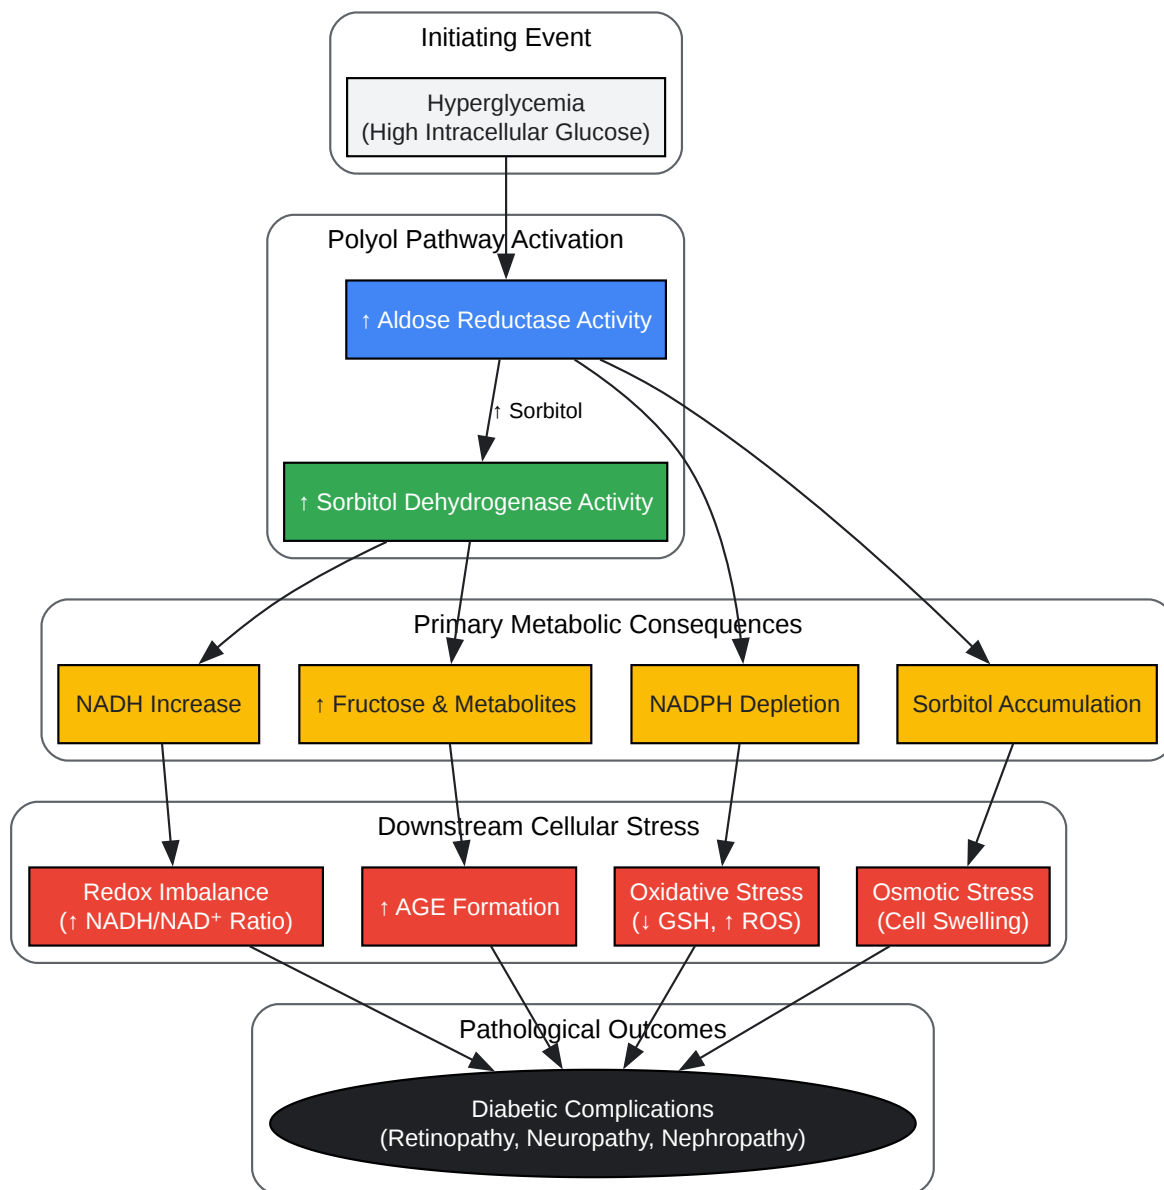 Initiating Event
Hyperglycemia
(High Intracellular Glucose)
Polyol Pathway Activation
↑ Aldose Reductase Activity
↑ Sorbitol
↑ Sorbitol Dehydrogenase Activity
Primary Metabolic Consequences
NADH Increase
↑ Fructose & Metabolites
NADPH Depletion
Sorbitol Accumulation
Downstream Cellular Stress
Redox Imbalance
(↑ NADH/NAD⁺ Ratio)
↑ AGE Formation
Oxidative Stress
(↓ GSH, ↑ ROS)
Osmotic Stress
(Cell Swelling)
Pathological Outcomes
Diabetic Complications
(Retinopathy, Neuropathy, Nephropathy)